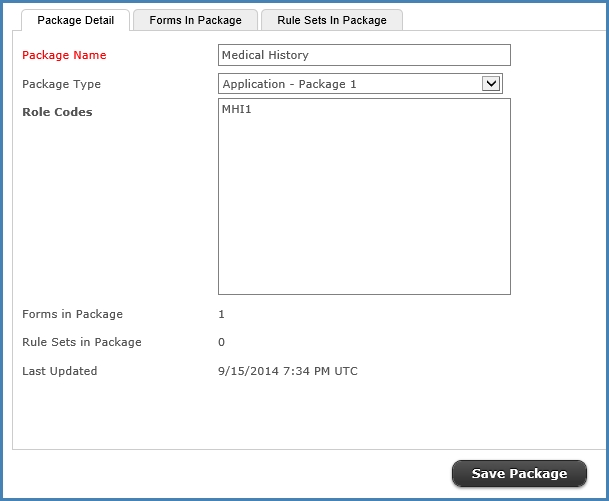 Package Detail Forms In Package Rule Sets In Package
Package Name Medical History
Package Type Application - Package 1
Role Codes MHI1
Forms in Package 1
Rule Sets in Package 0
Last Updated 9/15/2014 7:34 PM UTC
Save Package